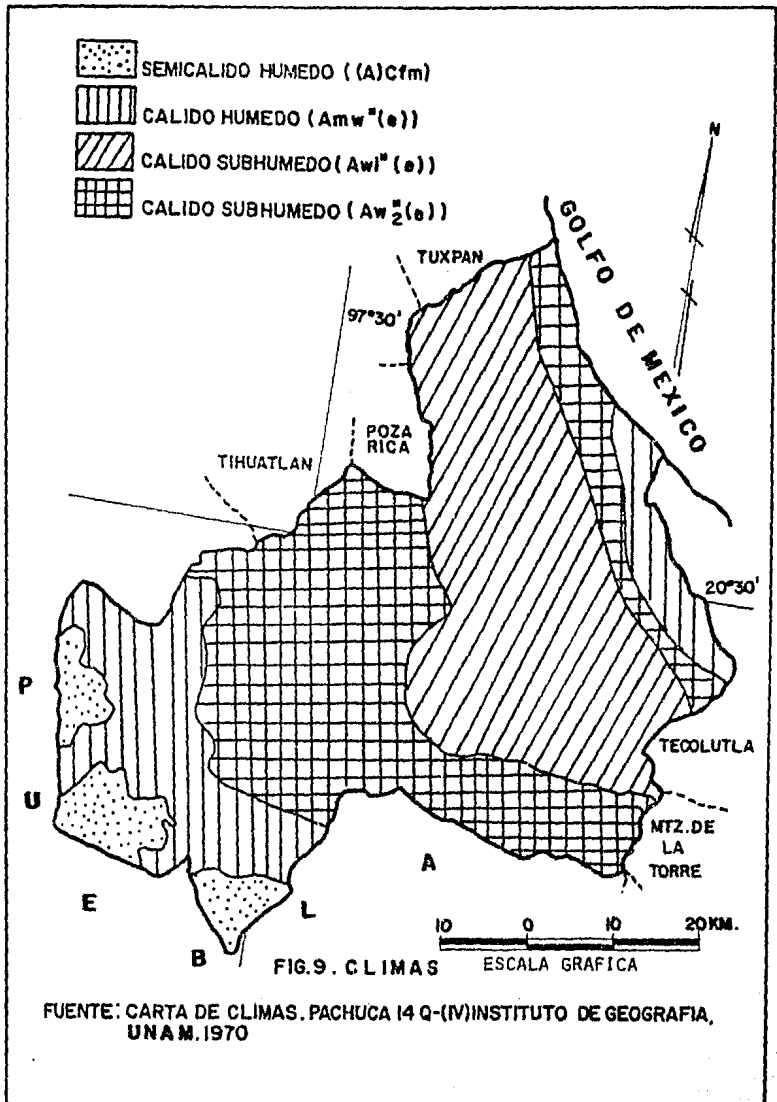 SEMICALIDO HUMEDO ((A)Cfm)
CALIDO HUMEDO (Amw"(e))
CALIDO SUBHUMEDO (Awi"(e))
CALIDO SUBHUMEDO (Aw"2(e))
N
GOLFO DE MEXICO
TUXPAN
97°30'
POZA
RICA
TIHUATLAN
20°30'
TECOLUTLA
MTZ. DE
LA
TORRE
P U E B L A
10 0 10 20 KM.
FIG.9. CLIMAS ESCALA GRAFICA
FUENTE: CARTA DE CLIMAS. PACHUCA 14 Q-(IV) INSTITUTO DE GEOGRAFIA,
UNAM. 1970